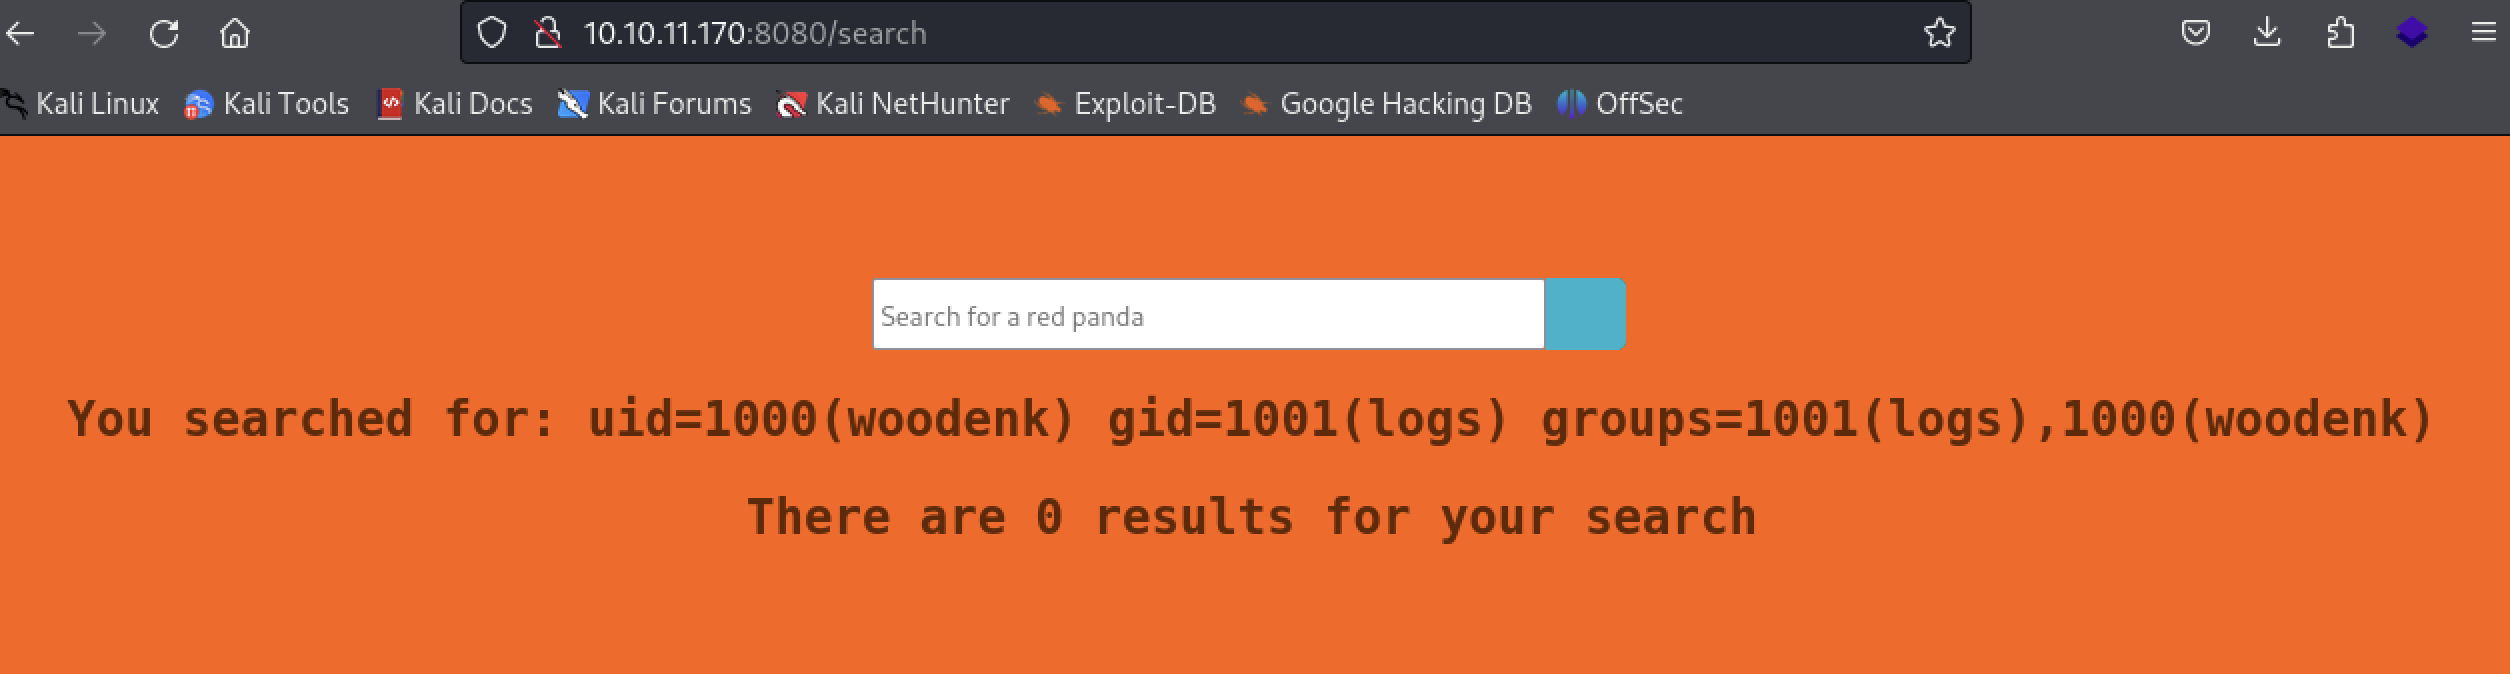 10.10.11.170:8080/search
Kali Linux Kali Tools Kali Docs Kali Forums Kali NetHunter Exploit-DB Google Hacking DB OffSec
Search for a red panda
You searched for: uid=1000(woodenk) gid=1001(logs) groups=1001(logs),1000(woodenk)
There are 0 results for your search